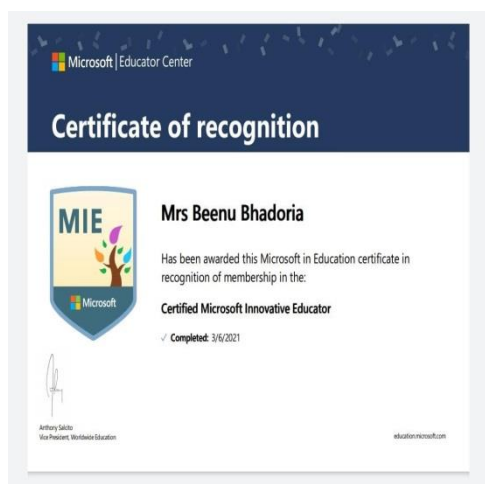 Microsoft | Educator Center
Certificate of recognition
MIE
Microsoft
Mrs Beenu Bhadoria
Has been awarded this Microsoft in Education certificate in
recognition of membership in the:
Certified Microsoft Innovative Educator
✓ Completed: 3/6/2021
Anthony Salcito
Vice President, Worldwide Education
education.microsoft.com